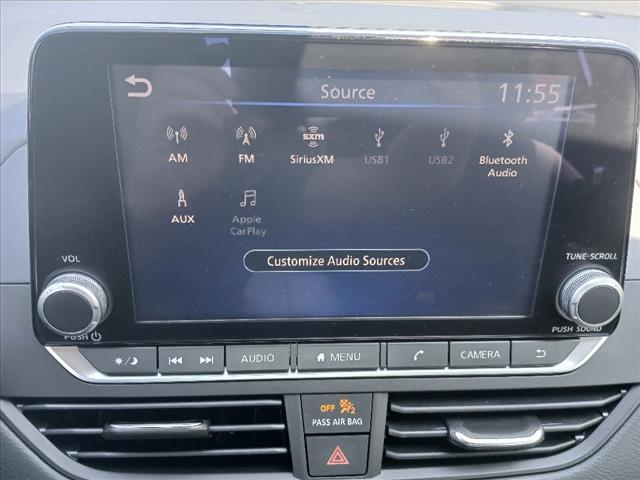 Source 11:55
AM FM SiriusXM USB1 USB2 Bluetooth
Audio
sxm
AUX Apple
CarPlay
Customize Audio Sources
VOL
TUNE-SCROLL
PUSH
PUSH SOUND
AUDIO MENU CAMERA
OFF 2
PASS AIR BAG